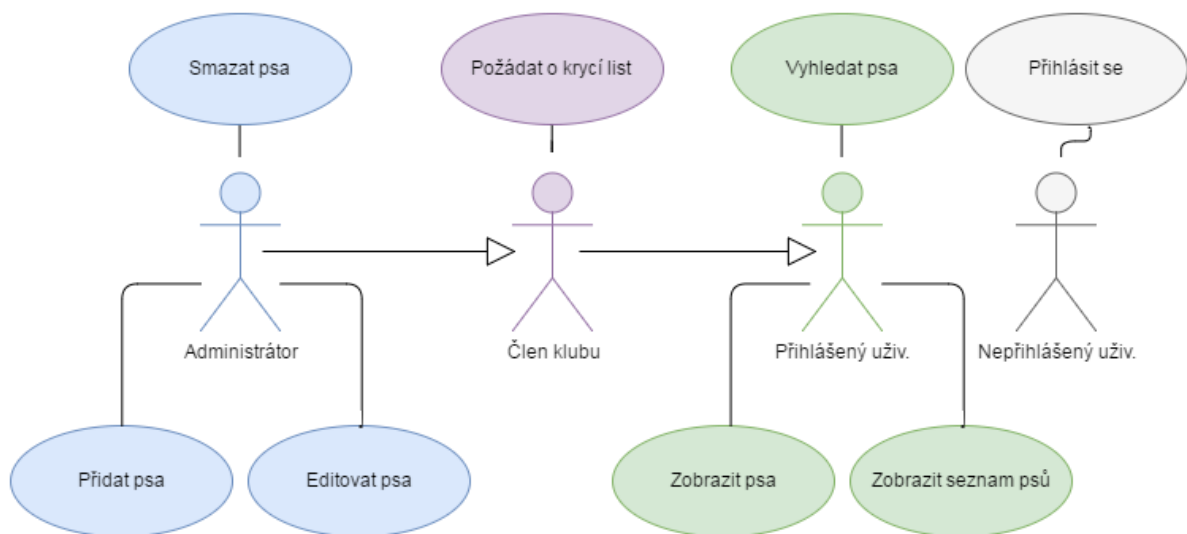 Smazat psa
Požádat o krycí list
Vyhledat psa
Přihlásit se
Administrátor
Člen klubu
Přihlášený uživ.
Nepřihlášený uživ.
Přidat psa
Editovat psa
Zobrazit psa
Zobrazit seznam psů